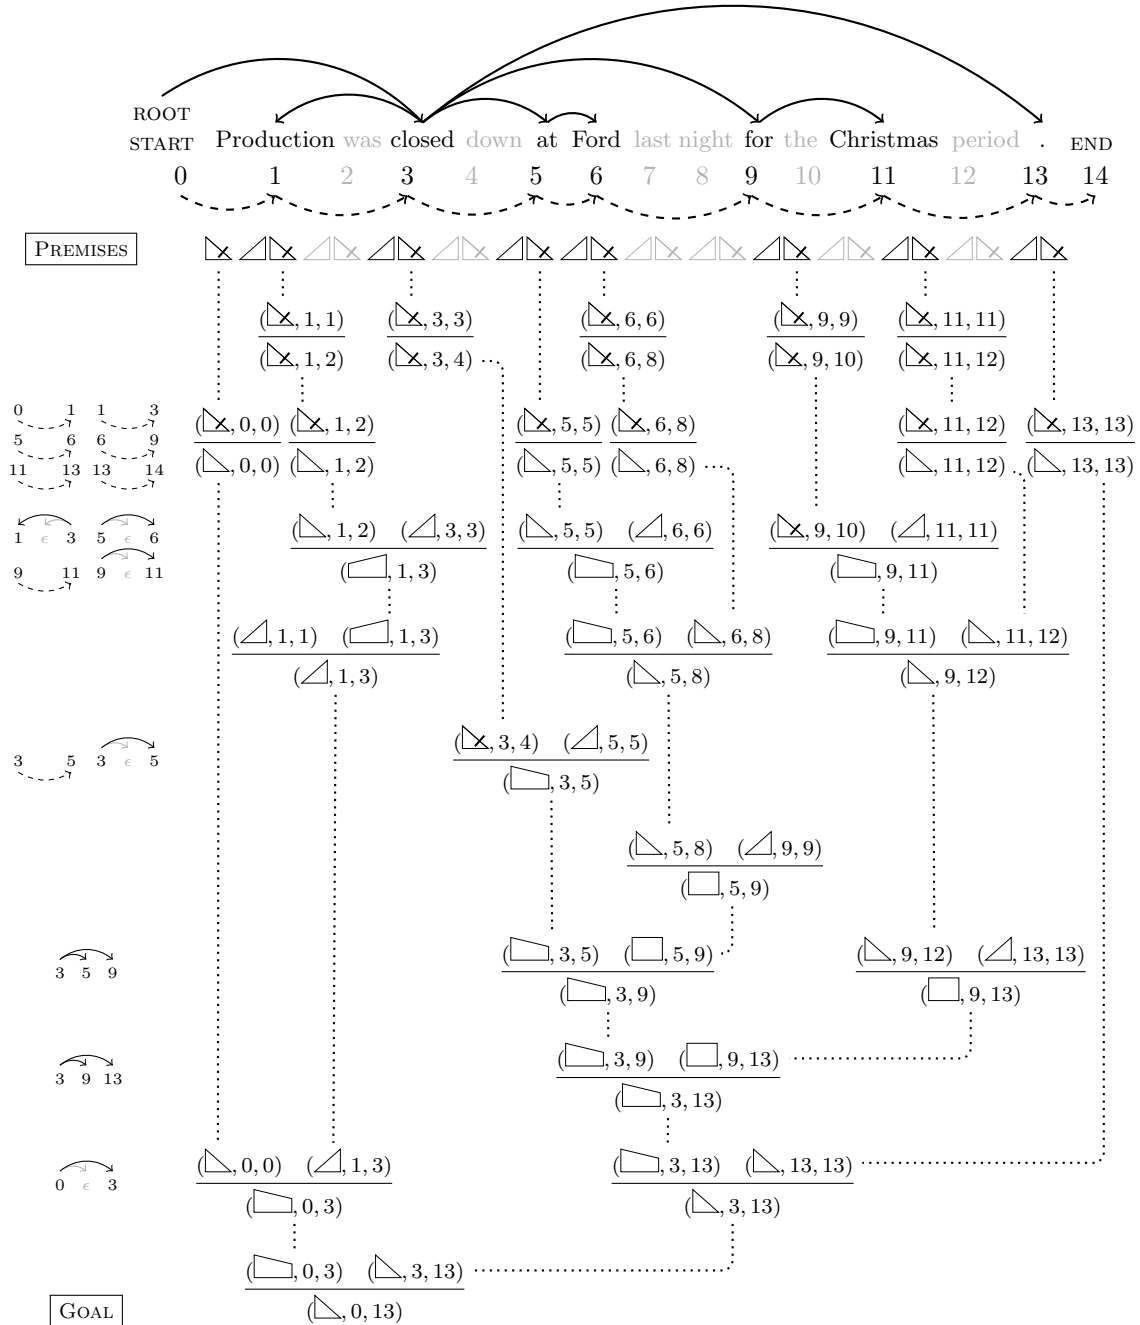 ROOT
START Production was closed down at Ford last night for the Christmas period . END
0 1 2 3 4 5 6 7 8 9 10 11 12 13 14
PREMISES
( , 1, 1) ( , 3, 3) ( , 6, 6) ( , 9, 9) ( , 11, 11)
( , 1, 2) ( , 3, 4) ( , 6, 8) ( , 9, 10) ( , 11, 12)
0 1 1 3
( , 0, 0) ( , 1, 2) ( , 5, 5) ( , 6, 8) ( , 11, 12) ( , 13, 13)
5 6 6 9
( , 0, 0) ( , 1, 2) ( , 5, 5) ( , 6, 8) ( , 11, 12) ( , 13, 13)
11 13 13 14
( , 1, 2) ( , 3, 3) ( , 5, 5) ( , 6, 6) ( , 9, 10) ( , 11, 11)
1 ϵ 3 5 ϵ 6
( , 1, 3) ( , 5, 6) ( , 9, 11)
9 11 9 ϵ 11
( , 1, 1) ( , 1, 3) ( , 5, 6) ( , 6, 8) ( , 9, 11) ( , 11, 12)
( , 1, 3) ( , 5, 8) ( , 9, 12)
( , 3, 4) ( , 5, 5)
3 5 3 ϵ 5
( , 3, 5)
( , 5, 8) ( , 9, 9)
( , 5, 9)
( , 3, 5) ( , 5, 9) ( , 9, 12) ( , 13, 13)
3 5 9
( , 3, 9) ( , 9, 13)
( , 3, 9) ( , 9, 13)
3 9 13
( , 3, 13)
( , 0, 0) ( , 1, 3) ( , 3, 13) ( , 13, 13)
0 ϵ 3
( , 0, 3) ( , 3, 13)
( , 0, 3) ( , 3, 13)
GOAL ( , 0, 13)